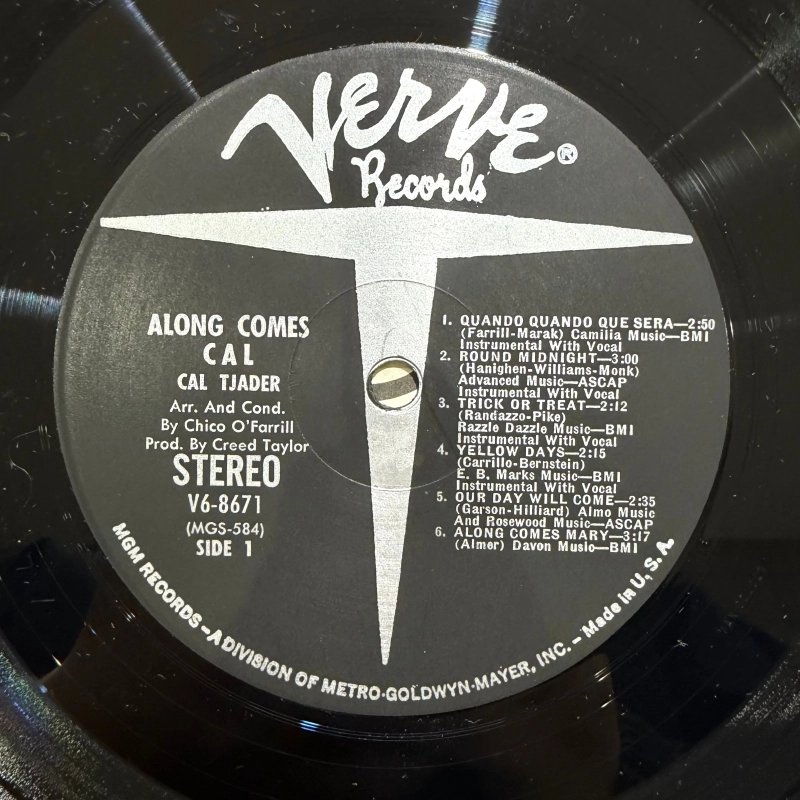 VERVE®
Records
ALONG COMES
CAL
CAL TJADER
Arr. And Cond.
By Chico O'Farrill
Prod. By Creed Taylor
STEREO
V6-8671
(MGS-584)
SIDE 1
1. QUANDO QUANDO QUE SERA—2:50
(Farrill-Marak) Camilia Music—BMI
Instrumental With Vocal
2. ROUND MIDNIGHT—3:00
(Hanighen-Williams-Monk)
Advanced Music—ASCAP
Instrumental With Vocal
3. TRICK OR TREAT—2:12
(Randazzo-Pike)
Razzle Dazzle Music—BMI
Instrumental With Vocal
4. YELLOW DAYS—2:15
(Carrillo-Bernstein)
E. B. Marks Music—BMI
Instrumental With Vocal
5. OUR DAY WILL COME—2:35
(Garson-Hilliard) Almo Music
And Rosewood Music—ASCAP
6. ALONG COMES MARY—3:17
(Almer) Davon Music—BMI
MGM RECORDS – A DIVISION OF METRO-GOLDWYN-MAYER, INC. – Made in U.S.A.